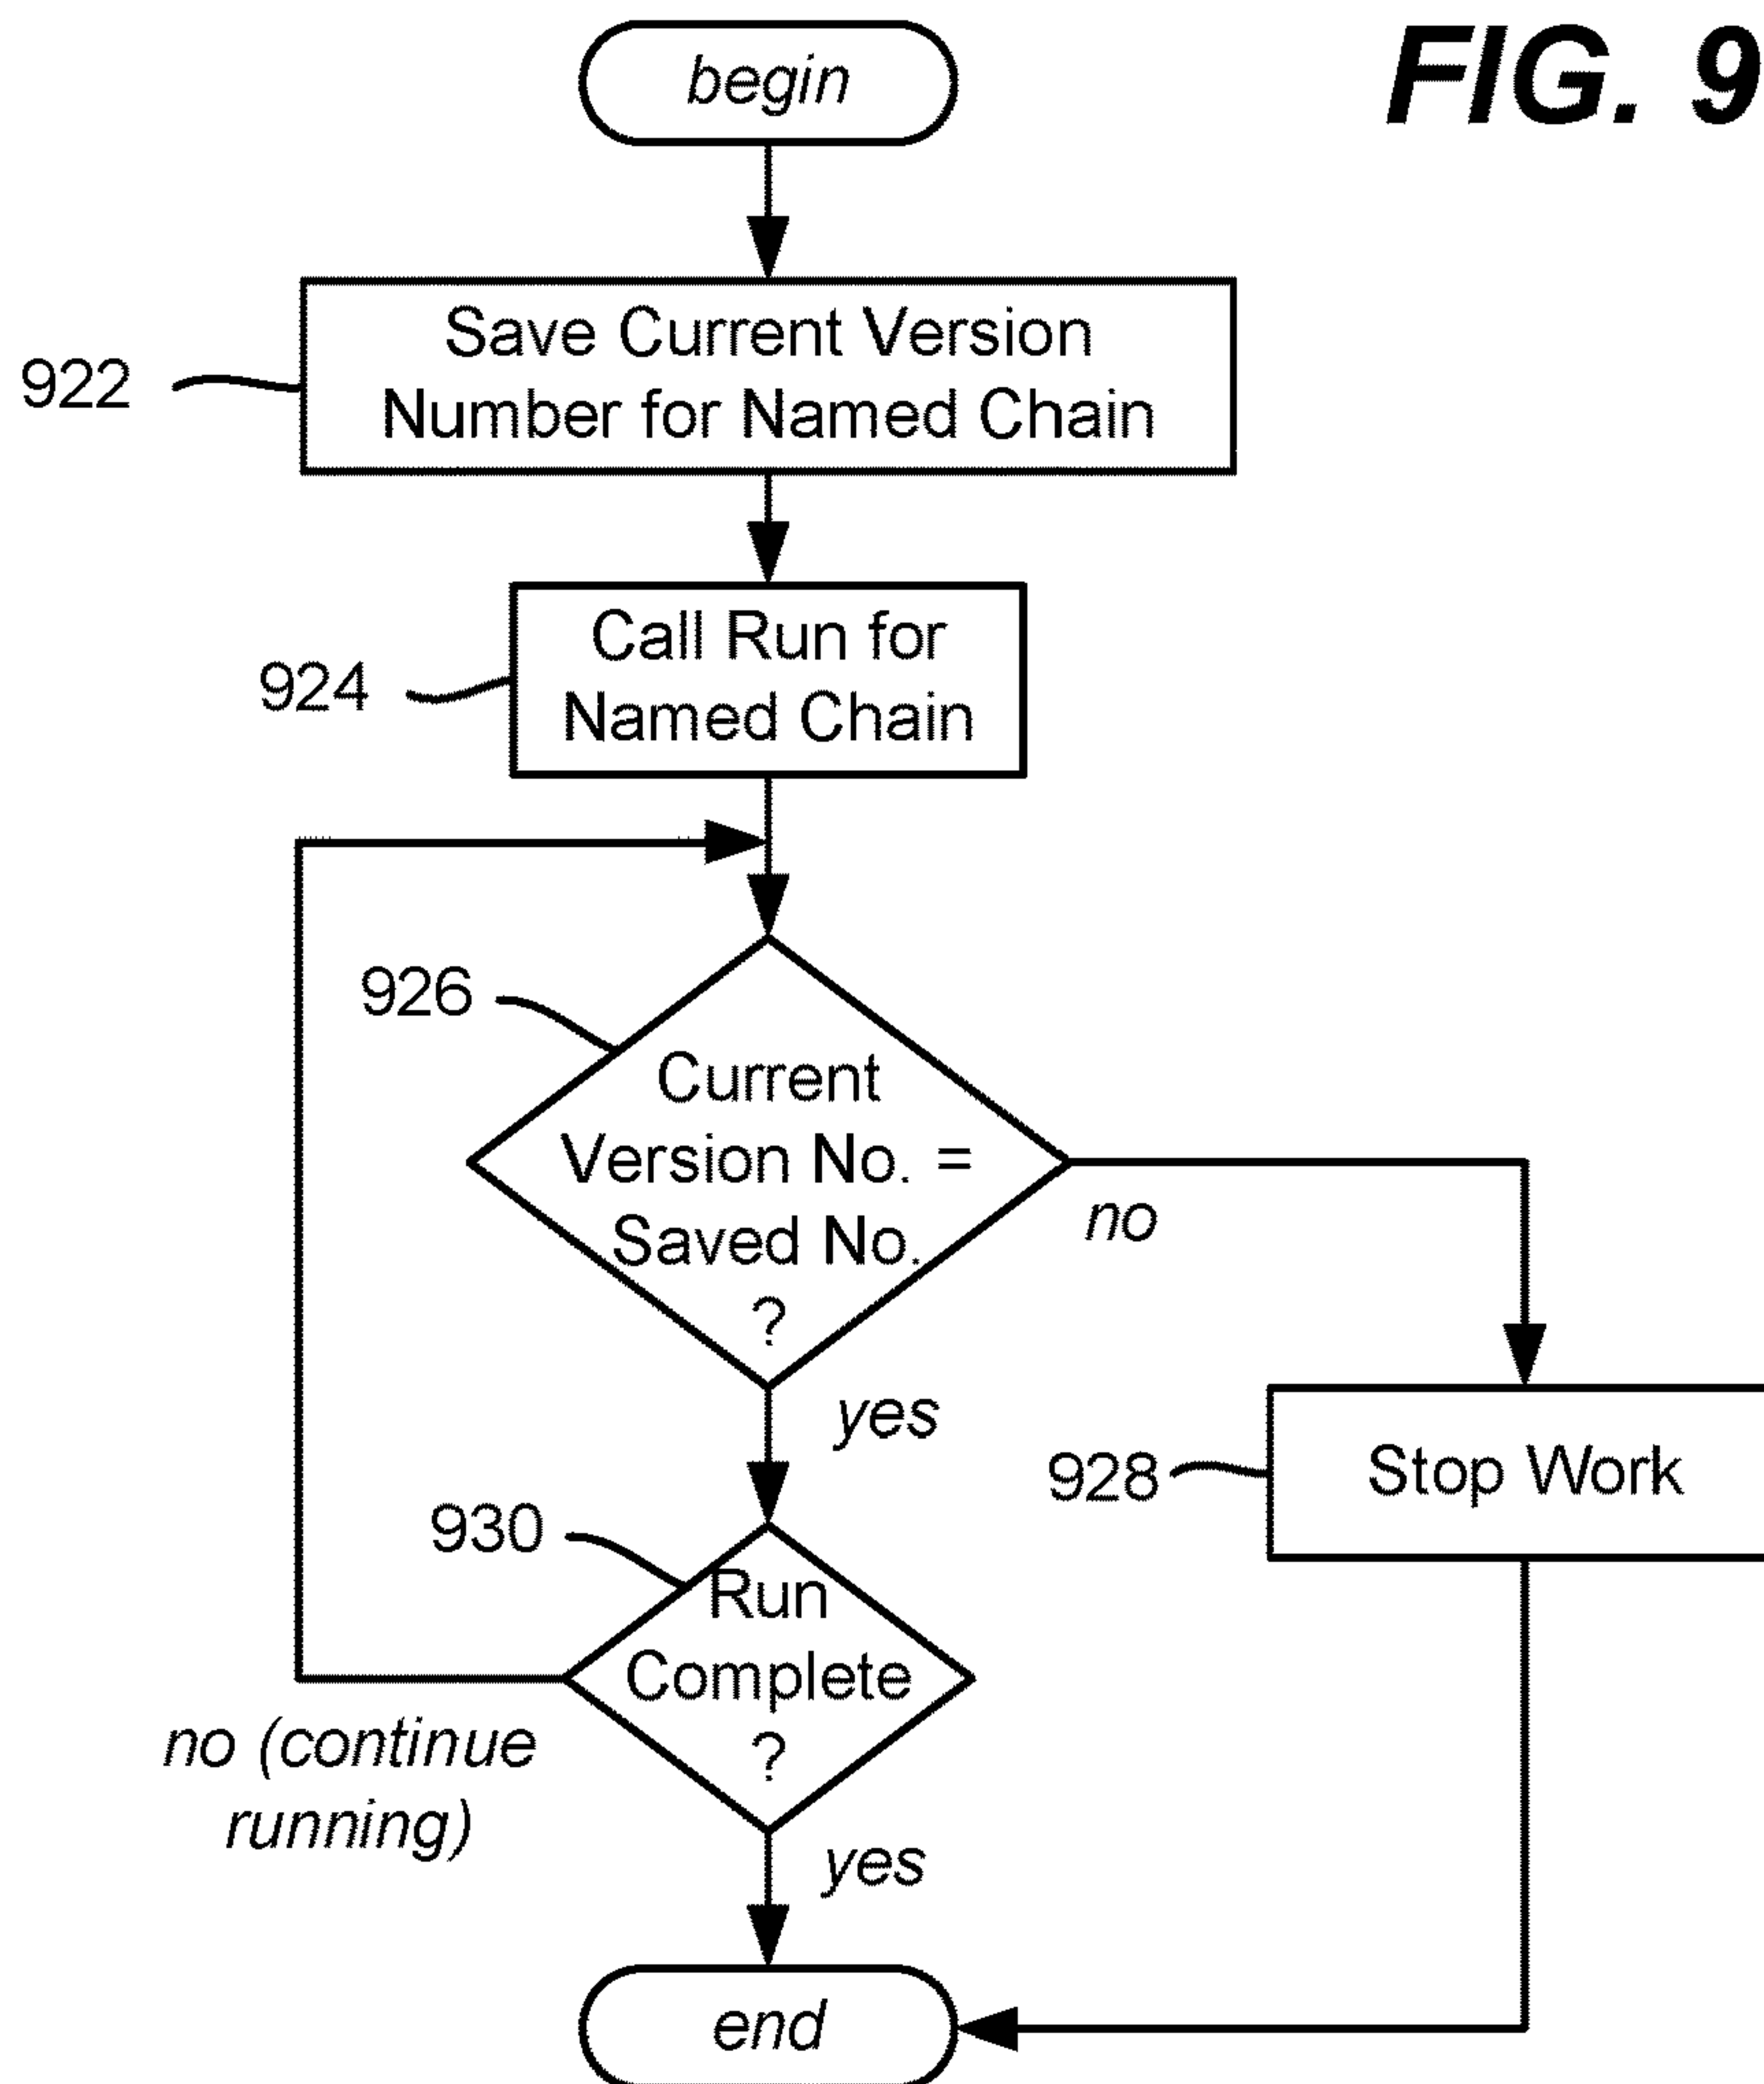 FIG. 9
begin
922
Save Current Version
Number for Named Chain
924
Call Run for
Named Chain
926
Current
Version No. =
Saved No.
?
no
yes
928
Stop Work
930
Run
Complete
?
no (continue
running)
yes
end